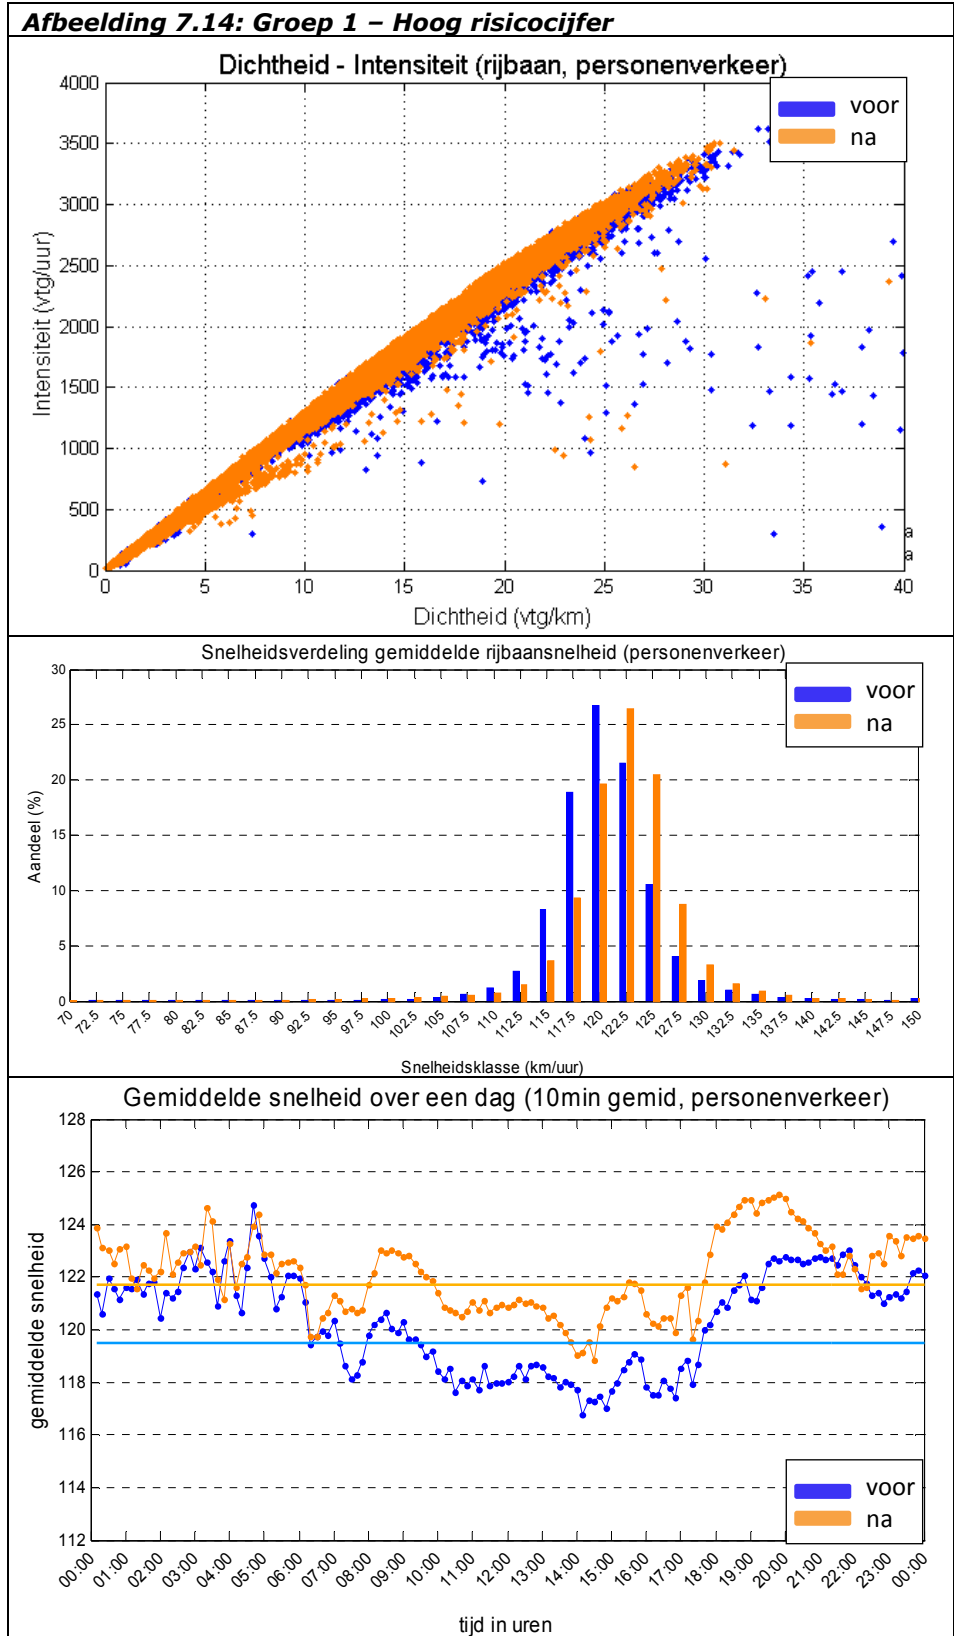 Afbeelding 7.14: Groep 1 – Hoog risicocijfer
Dichtheid - Intensiteit (rijbaan, personenverkeer)
voor
na
4000
3500
3000
2500
2000
1500
1000
500
0
Intensiteit (vtg/uur)
a
a
0 5 10 15 20 25 30 35 40
Dichtheid (vtg/km)
Snelheidsverdeling gemiddelde rijbaansnelheid (personenverkeer)
voor
na
30
25
20
15
10
5
0
Aandeel (%)
70 72.5 75 77.5 80 82.5 85 87.5 90 92.5 95 97.5 100 102.5 105 107.5 110 112.5 115 117.5 120 122.5 125 127.5 130 132.5 135 137.5 140 142.5 145 147.5 150
Snelheidsklasse (km/uur)
Gemiddelde snelheid over een dag (10min gemid, personenverkeer)
128
126
124
122
120
118
116
114
112
gemiddelde snelheid
voor
na
00:00 01:00 02:00 03:00 04:00 05:00 06:00 07:00 08:00 09:00 10:00 11:00 12:00 13:00 14:00 15:00 16:00 17:00 18:00 19:00 20:00 21:00 22:00 23:00 00:00
tijd in uren